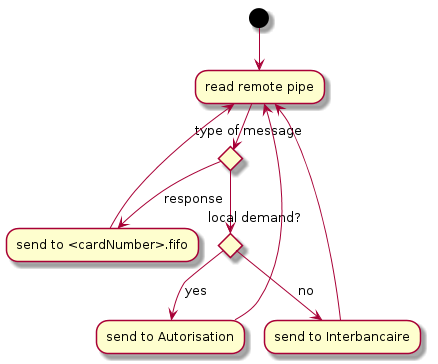 read remote pipe
type of message
response
local demand?
send to <cardNumber>.fifo
yes
no
send to Autorisation
send to Interbancaire